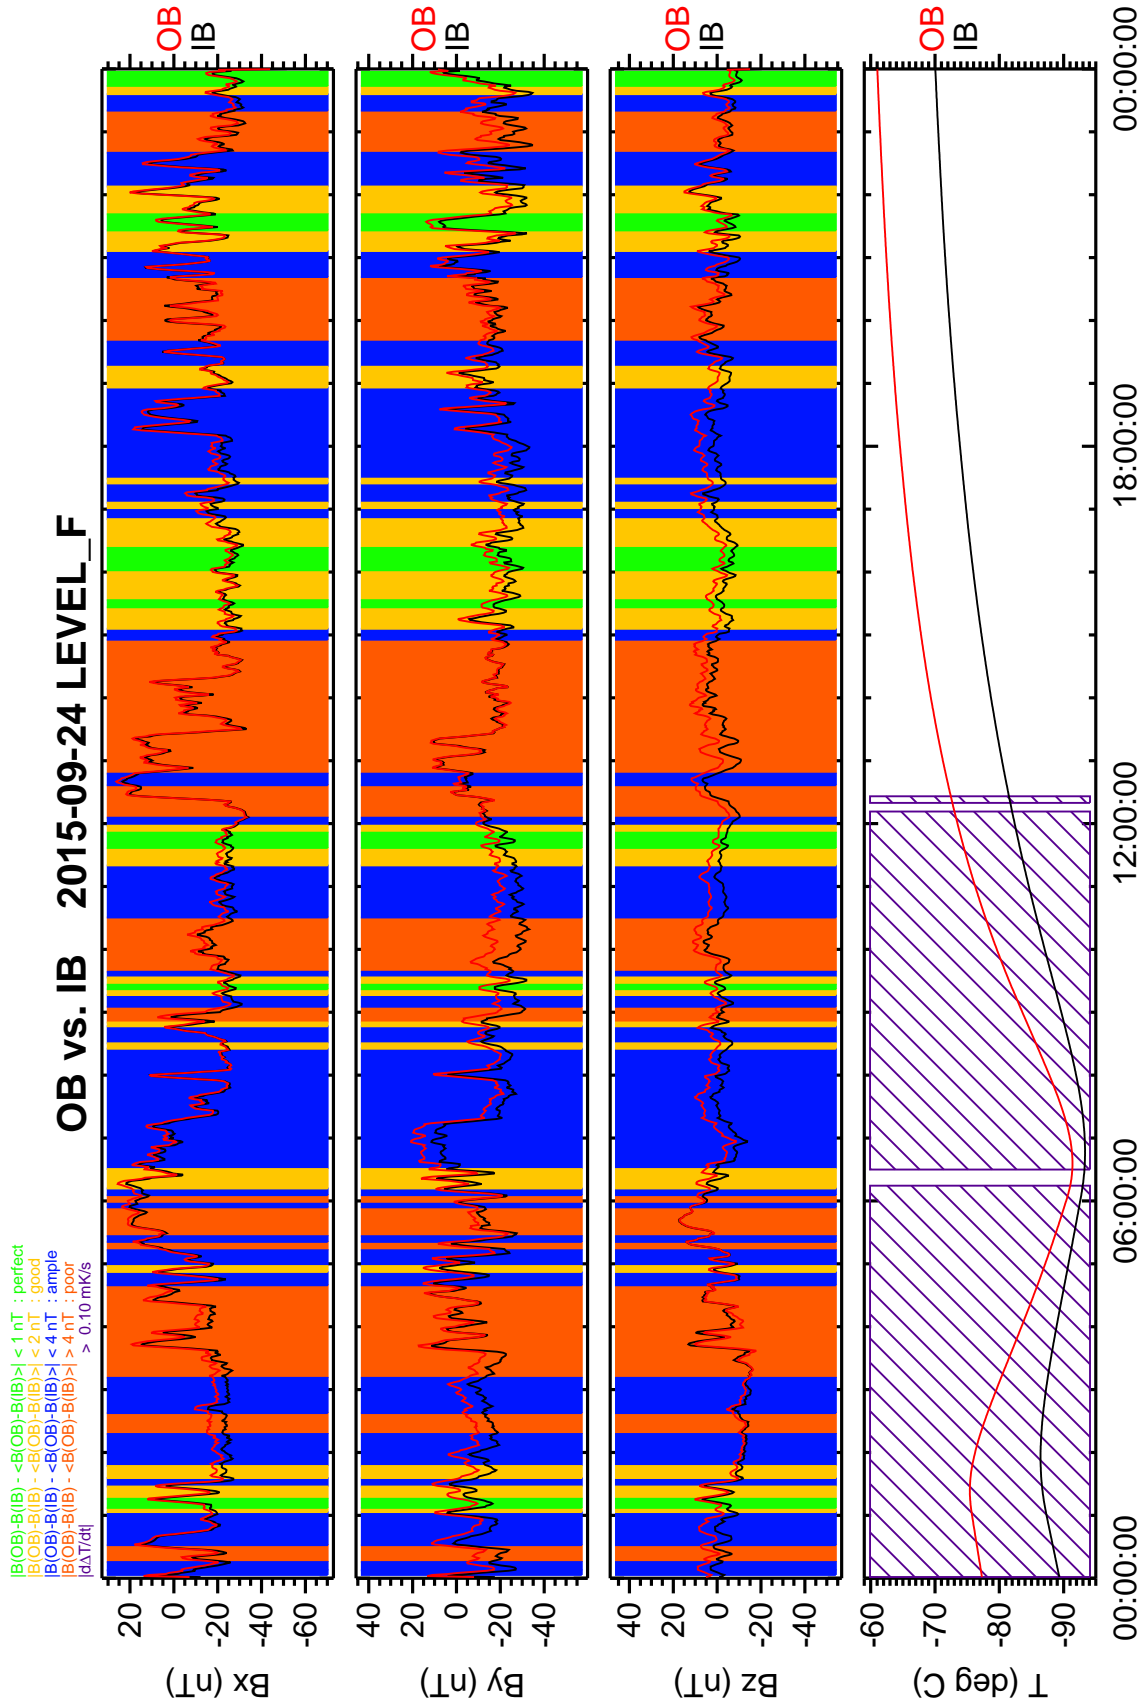 OB vs. IB 2015-09-24 LEVEL_F
|B(OB)-B(IB) - <B(OB)-B(IB)>| < 1 nT : perfect
|B(OB)-B(IB) - <B(OB)-B(IB)>| < 2 nT : good
|B(OB)-B(IB) - <B(OB)-B(IB)>| < 4 nT : ample
|B(OB)-B(IB) - <B(OB)-B(IB)>| > 4 nT : poor
|dΔT/dt| > 0.10 mK/s
Bx (nT)
20
0
-20
-40
-60
OB
IB
By (nT)
40
20
0
-20
-40
OB
IB
Bz (nT)
40
20
0
-20
-40
OB
IB
T (deg C)
-60
-70
-80
-90
OB
IB
00:00:00
06:00:00
12:00:00
18:00:00
00:00:00